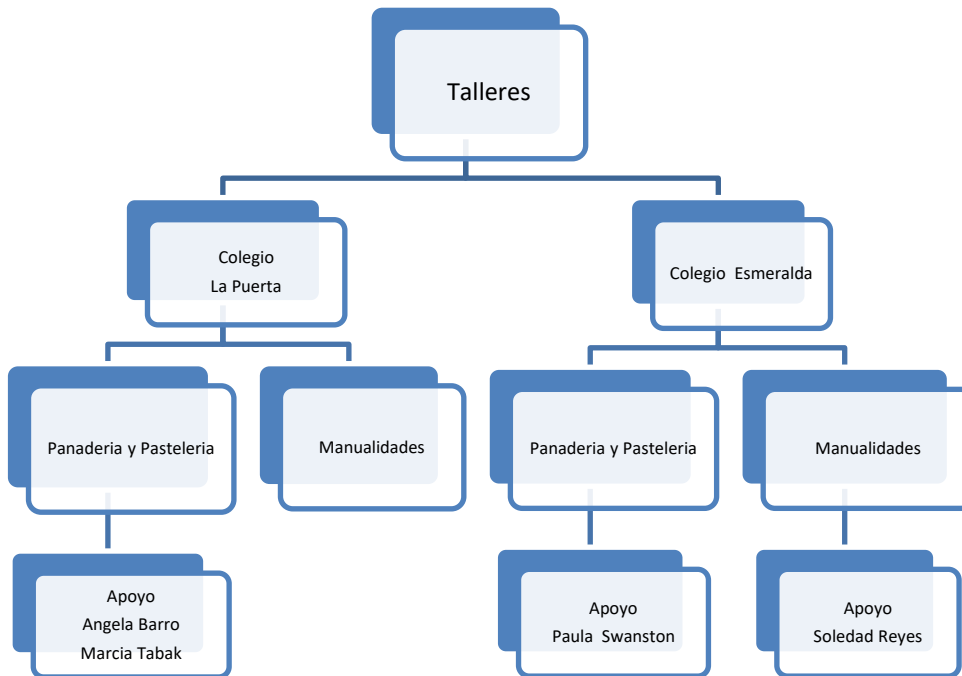 Talleres
Colegio
La Puerta
Colegio Esmeralda
Panaderia y Pasteleria
Manualidades
Panaderia y Pasteleria
Manualidades
Apoyo
Angela Barro
Marcia Tabak
Apoyo
Paula Swanston
Apoyo
Soledad Reyes